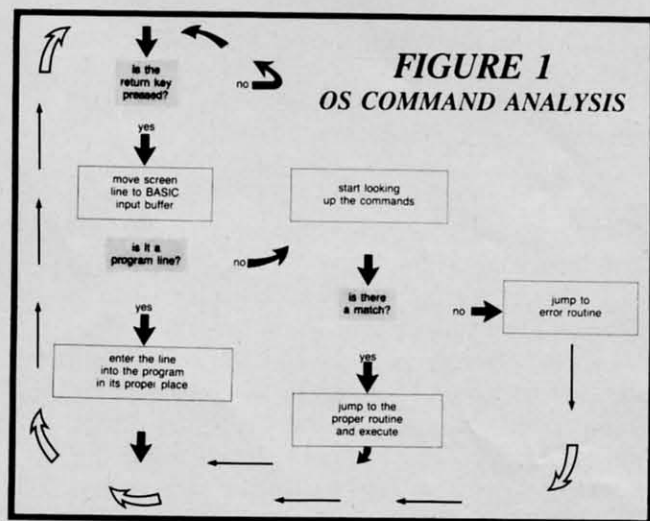 FIGURE 1
OS COMMAND ANALYSIS
Is the
return key
pressed?
no
yes
move screen
line to BASIC
input buffer
start looking
up the commands
is it a
program line?
no
is there
a match?
no
jump to
error routine
yes
enter the line
into the program
in its proper place
yes
jump to the
proper routine
and execute